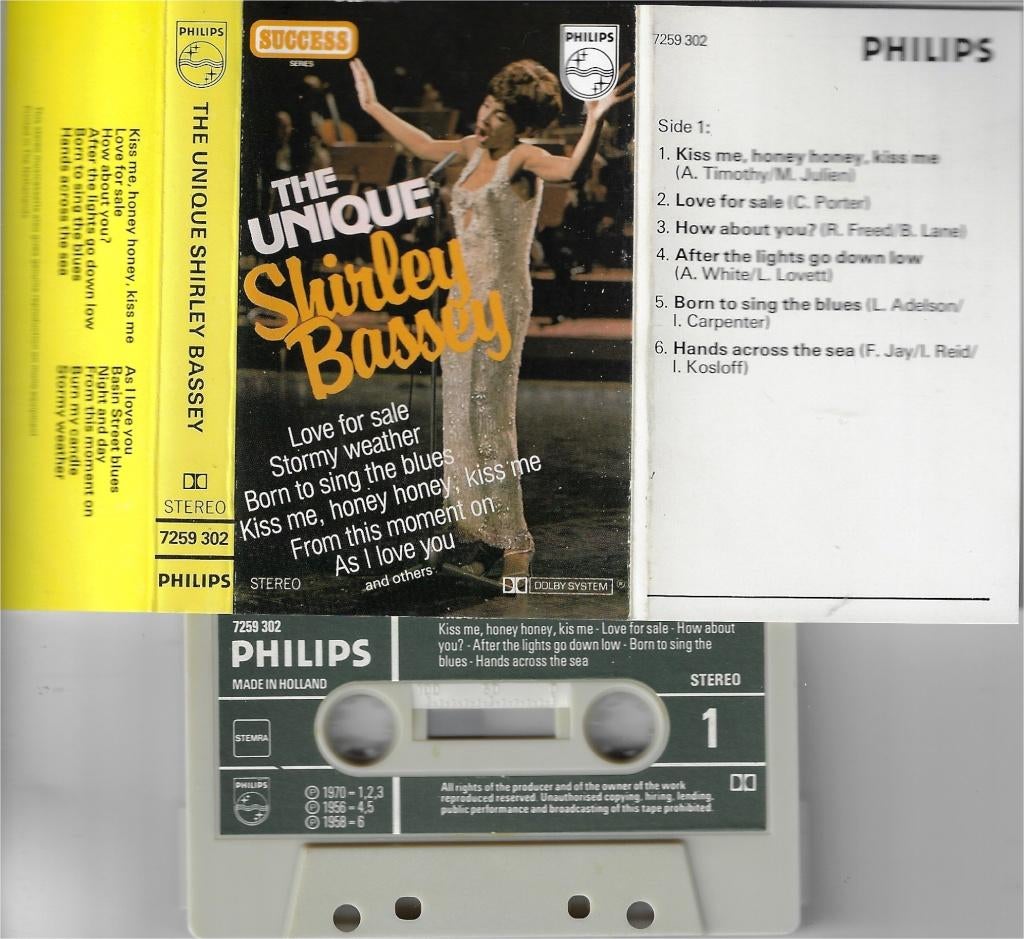 PHILIPS
THE UNIQUE SHIRLEY BASSEY
STEREO
7259 302
PHILIPS
Kiss me, honey honey, kiss me
Love for sale
How about you?
After the lights go down low
Born to sing the blues
Hands across the sea
As I love you
Basin Street blues
Night and day
From this moment on
Burn my candle
Stormy weather
SUCCESS
SERIES
PHILIPS
THE
UNIQUE
Shirley
Bassey
Love for sale
Stormy weather
Born to sing the blues
Kiss me, honey honey, kiss me
From this moment on
As I love you
and others
STEREO
DOLBY SYSTEM ®
7259 302
PHILIPS
Side 1:
1. Kiss me, honey honey, kiss me
(A. Timothy/M. Julien)
2. Love for sale (C. Porter)
3. How about you? (R. Freed/B. Lane)
4. After the lights go down low
(A. White/L. Lovett)
5. Born to sing the blues (L. Adelson/
I. Carpenter)
6. Hands across the sea (F. Jay/I. Reid/
I. Kosloff)
7259 302
PHILIPS
MADE IN HOLLAND
Kiss me, honey honey, kis me - Love for sale - How about
you? - After the lights go down low - Born to sing the
blues - Hands across the sea
STEREO
100 50 0
STEMRA
1
PHILIPS
Ⓟ 1970 = 1,2,3
Ⓟ 1956 = 4,5
Ⓟ 1958 = 6
All rights of the producer and of the owner of the work
reproduced reserved. Unauthorised copying, hiring, lending,
public performance and broadcasting of this tape prohibited.